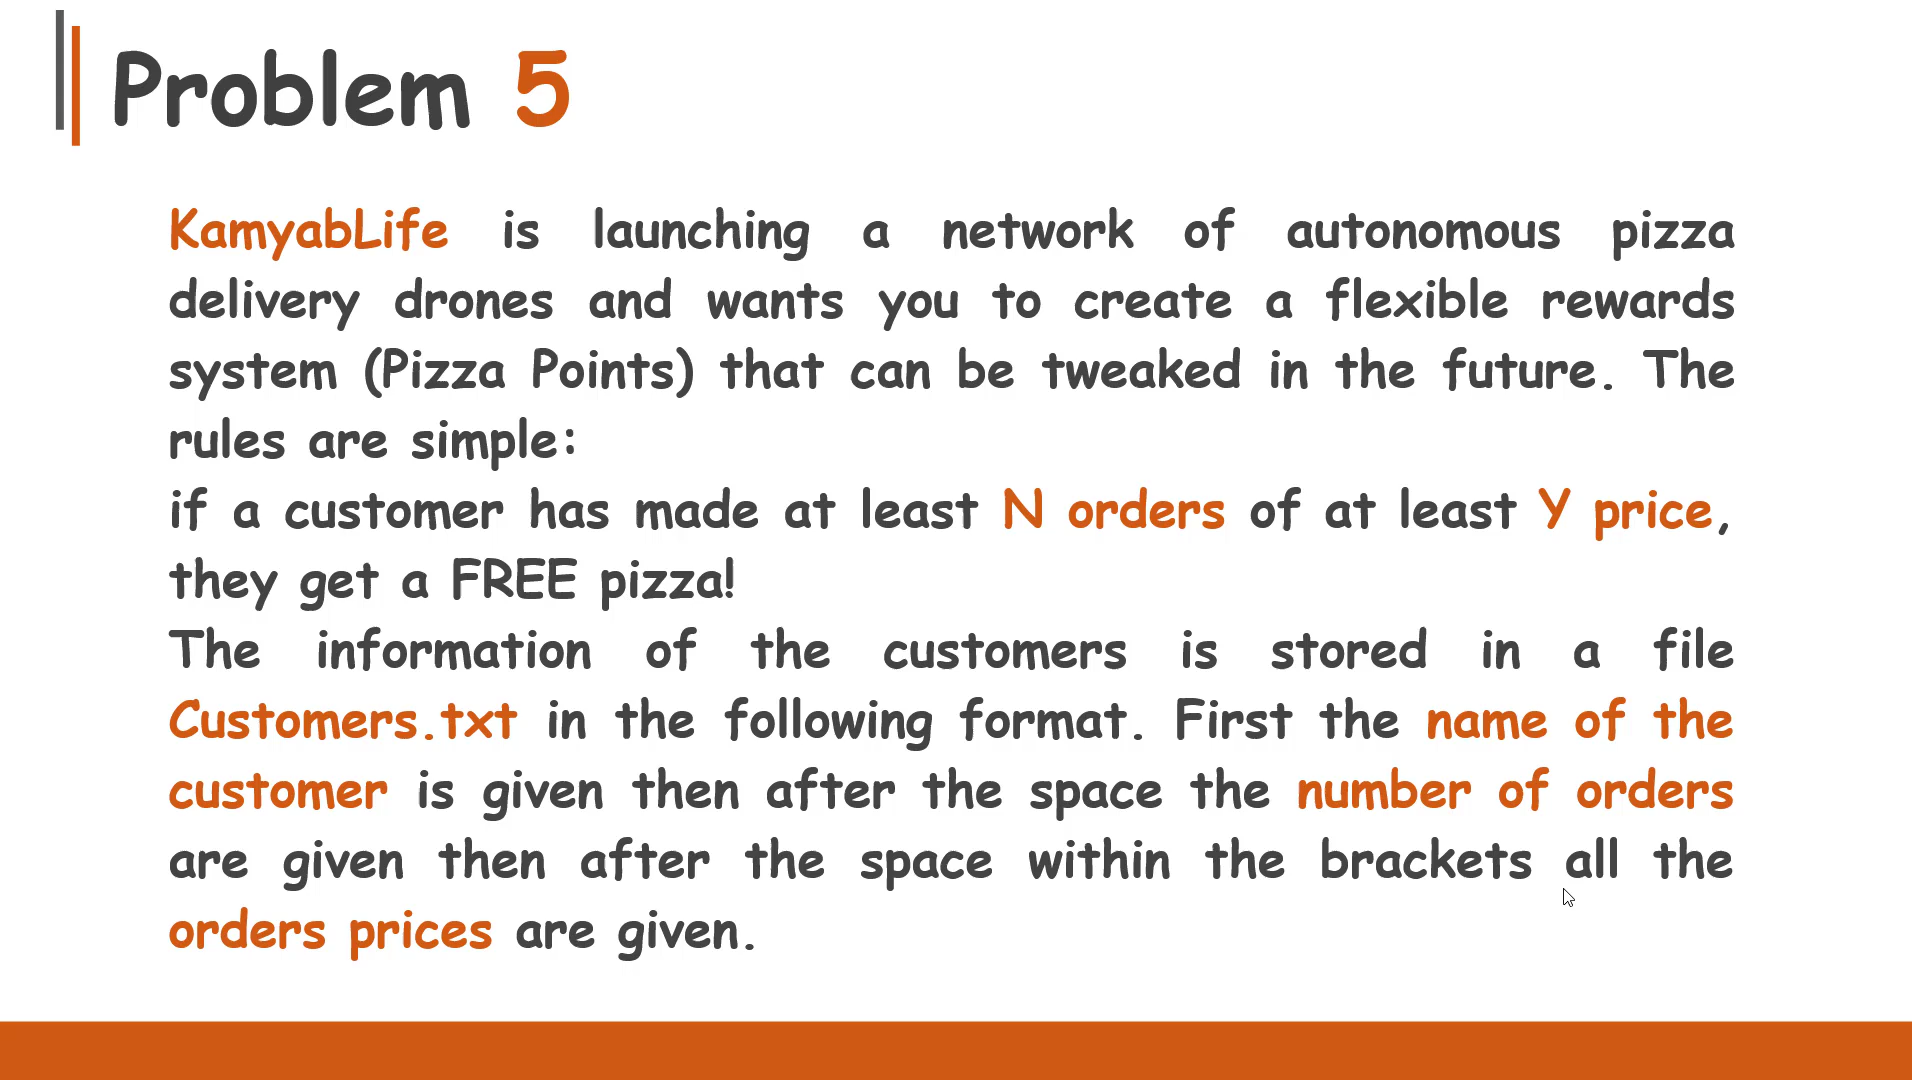 Problem 5
KamyabLife is launching a network of autonomous pizza
delivery drones and wants you to create a flexible rewards
system (Pizza Points) that can be tweaked in the future. The
rules are simple:
if a customer has made at least N orders of at least Y price,
they get a FREE pizza!
The information of the customers is stored in a file
Customers.txt in the following format. First the name of the
customer is given then after the space the number of orders
are given then after the space within the brackets all the
orders prices are given.